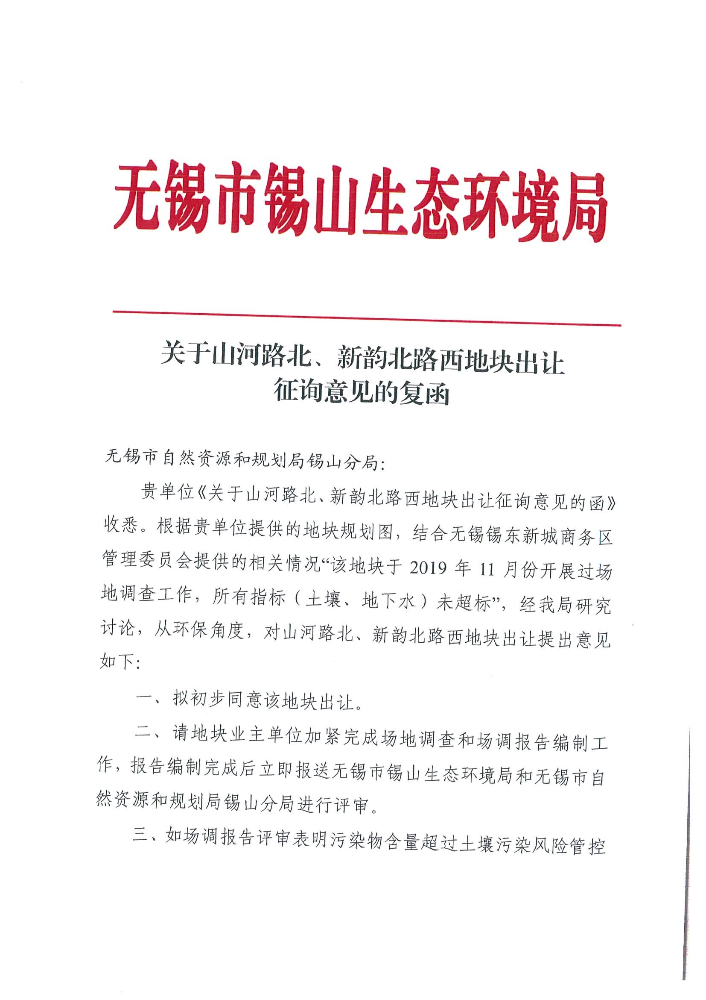 无锡市锡山生态环境局
关于山河路北、新韵北路西地块出让
征询意见的复函
无锡市自然资源和规划局锡山分局：
贵单位《关于山河路北、新韵北路西地块出让征询意见的函》
收悉。根据贵单位提供的地块规划图，结合无锡锡东新城商务区
管理委员会提供的相关情况“该地块于 2019 年 11 月份开展过场
地调查工作，所有指标（土壤、地下水）未超标”，经我局研究
讨论，从环保角度，对山河路北、新韵北路西地块出让提出意见
如下：
一、拟初步同意该地块出让。
二、请地块业主单位加紧完成场地调查和场调报告编制工
作，报告编制完成后立即报送无锡市锡山生态环境局和无锡市自
然资源和规划局锡山分局进行评审。
三、如场调报告评审表明污染物含量超过土壤污染风险管控